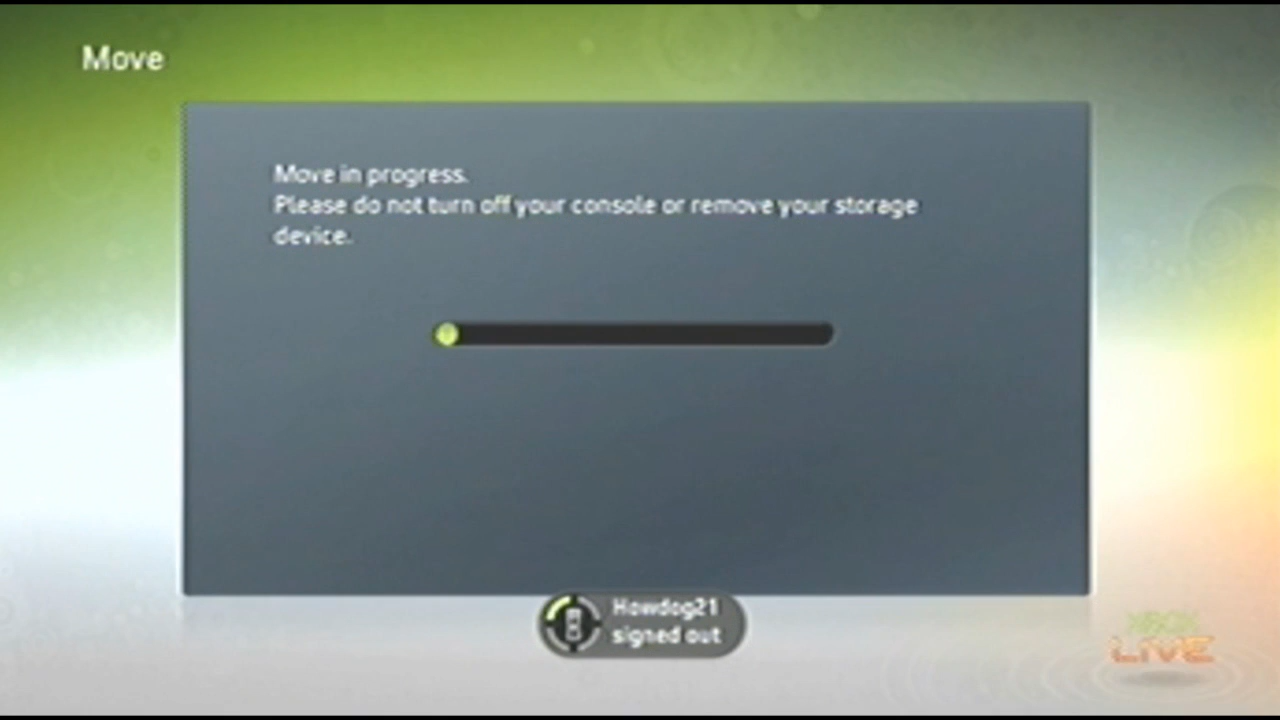 Move
Move in progress.
Please do not turn off your console or remove your storage
device.
Howdog21
signed out
XBOX
LIVE